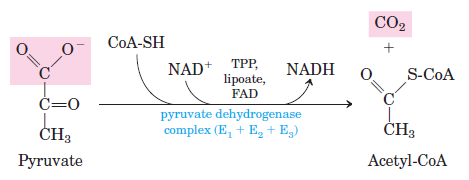 CO₂
+
CoA-SH
NAD⁺
TPP,
lipoate,
FAD
NADH
O O⁻
C
C=O
CH₃
Pyruvate
pyruvate dehydrogenase
complex (E₁ + E₂ + E₃)
O S-CoA
C
CH₃
Acetyl-CoA